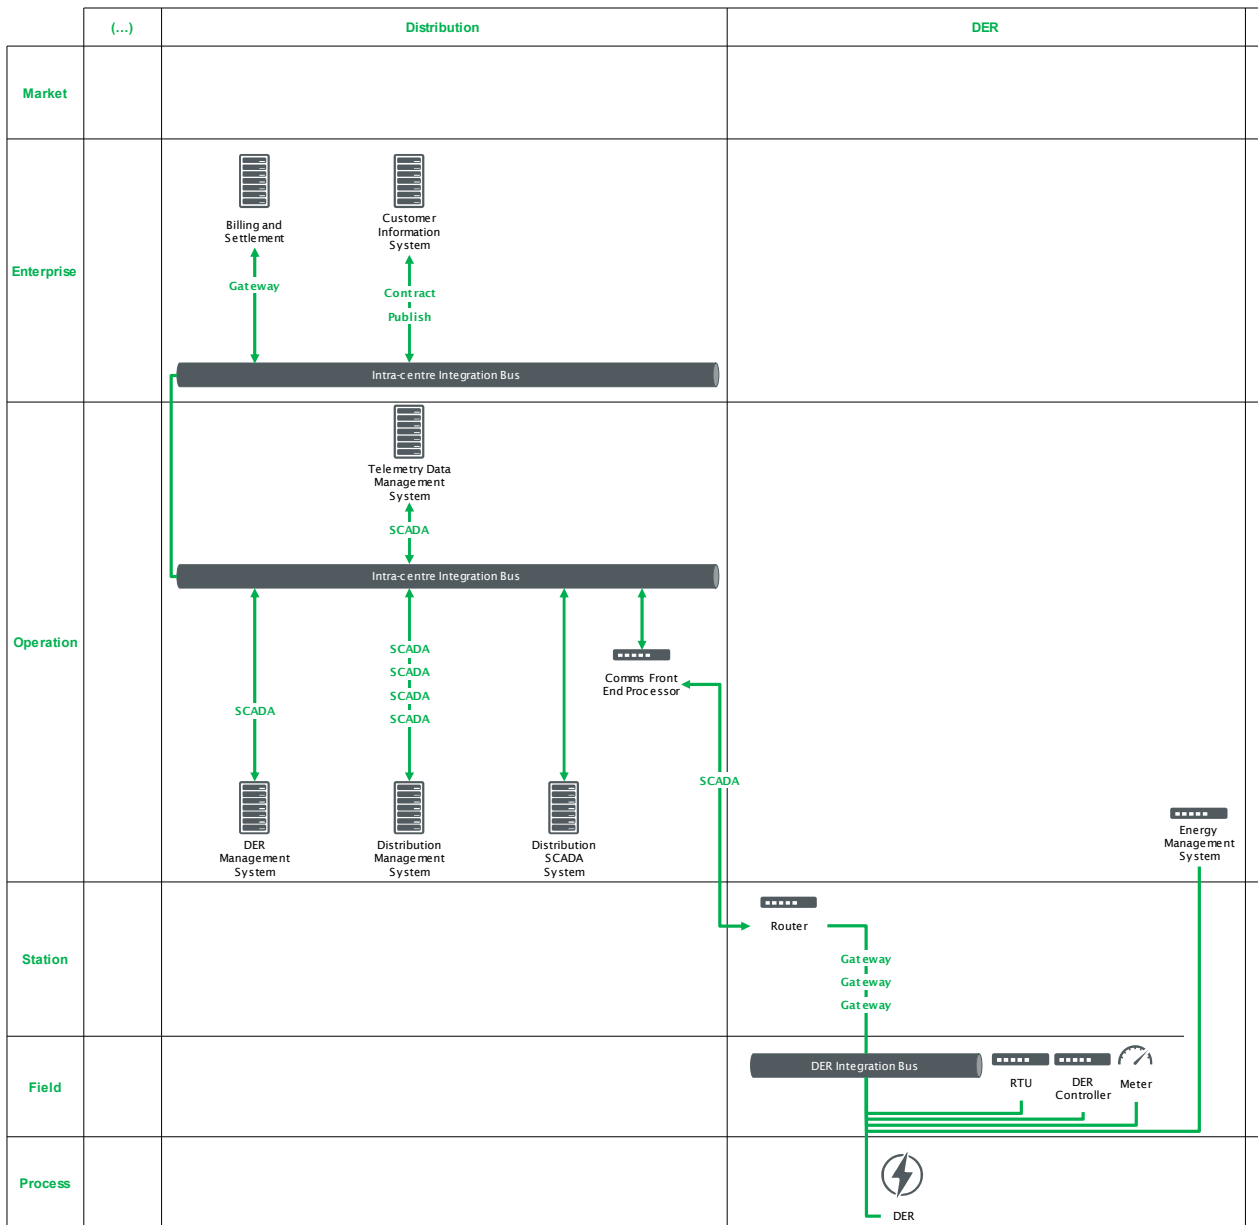 (...)
Distribution
DER
Market
Billing and
Settlement
Customer
Information
System
Enterprise
Gateway
Contract
Publish
Intra-centre Integration Bus
Telemetry Data
Management
System
SCADA
Intra-centre Integration Bus
Operation
SCADA
SCADA
SCADA
SCADA
Comms Front
End Processor
SCADA
SCADA
DER
Management
System
Distribution
Management
System
Distribution
SCADA
System
Energy
Management
System
Station
Router
Gateway
Gateway
Gateway
Field
DER Integration Bus
RTU
DER
Controller
Meter
Process
DER